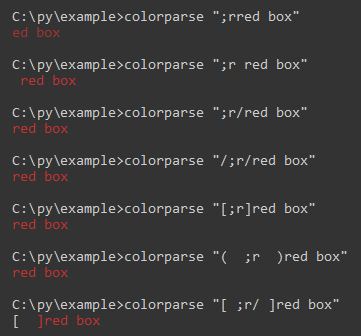 C:\py\example>colorparse ";rred box"
ed box
C:\py\example>colorparse ";r red box"
 red box
C:\py\example>colorparse ";r/red box"
red box
C:\py\example>colorparse "/;r/red box"
red box
C:\py\example>colorparse "[;r]red box"
red box
C:\py\example>colorparse "(  ;r  )red box"
red box
C:\py\example>colorparse "[ ;r/ ]red box"
[  ]red box